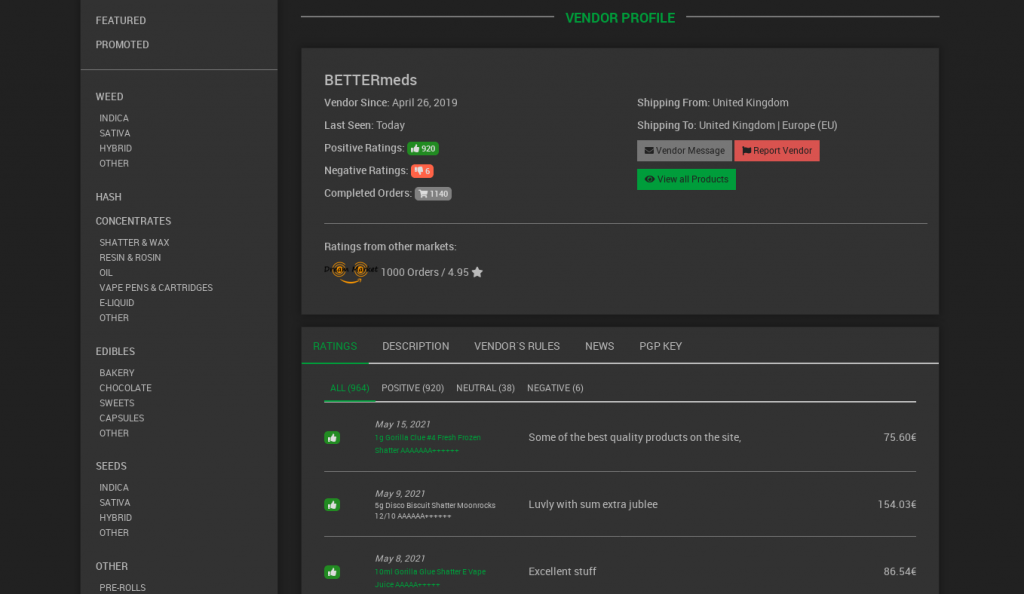 FEATURED
PROMOTED
WEED
INDICA
SATIVA
HYBRID
OTHER
HASH
CONCENTRATES
SHATTER & WAX
RESIN & ROSIN
OIL
VAPE PENS & CARTRIDGES
E-LIQUID
OTHER
EDIBLES
BAKERY
CHOCOLATE
SWEETS
CAPSULES
OTHER
SEEDS
INDICA
SATIVA
HYBRID
OTHER
OTHER
PRE-ROLLS
VENDOR PROFILE
BETTERmeds
Vendor Since: April 26, 2019
Last Seen: Today
Positive Ratings: 920
Negative Ratings: 6
Completed Orders: 1140
Shipping From: United Kingdom
Shipping To: United Kingdom | Europe (EU)
Vendor Message Report Vendor
View all Products
Ratings from other markets:
Dream Market 1000 Orders / 4.95
RATINGS DESCRIPTION VENDOR´S RULES NEWS PGP KEY
ALL (964) POSITIVE (920) NEUTRAL (38) NEGATIVE (6)
May 15, 2021
1g Gorilla Clue #4 Fresh Frozen
Shatter AAAAAAA++++++
Some of the best quality products on the site,
75.60€
May 9, 2021
5g Disco Biscuit Shatter Moonrocks
12/10 AAAAAA++++++
Luvly with sum extra jublee
154.03€
May 8, 2021
10ml Gorilla Glue Shatter E Vape
Juice AAAAA+++++
Excellent stuff
86.54€